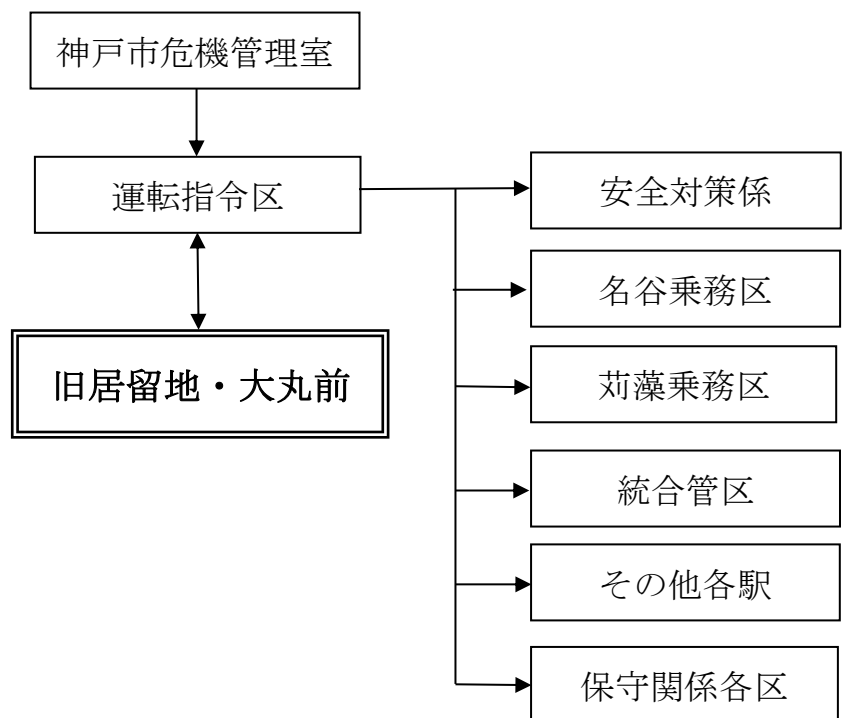 神戸市危機管理室
運転指令区
旧居留地・大丸前
安全対策係
名谷乗務区
苅藻乗務区
統合管区
その他各駅
保守関係各区